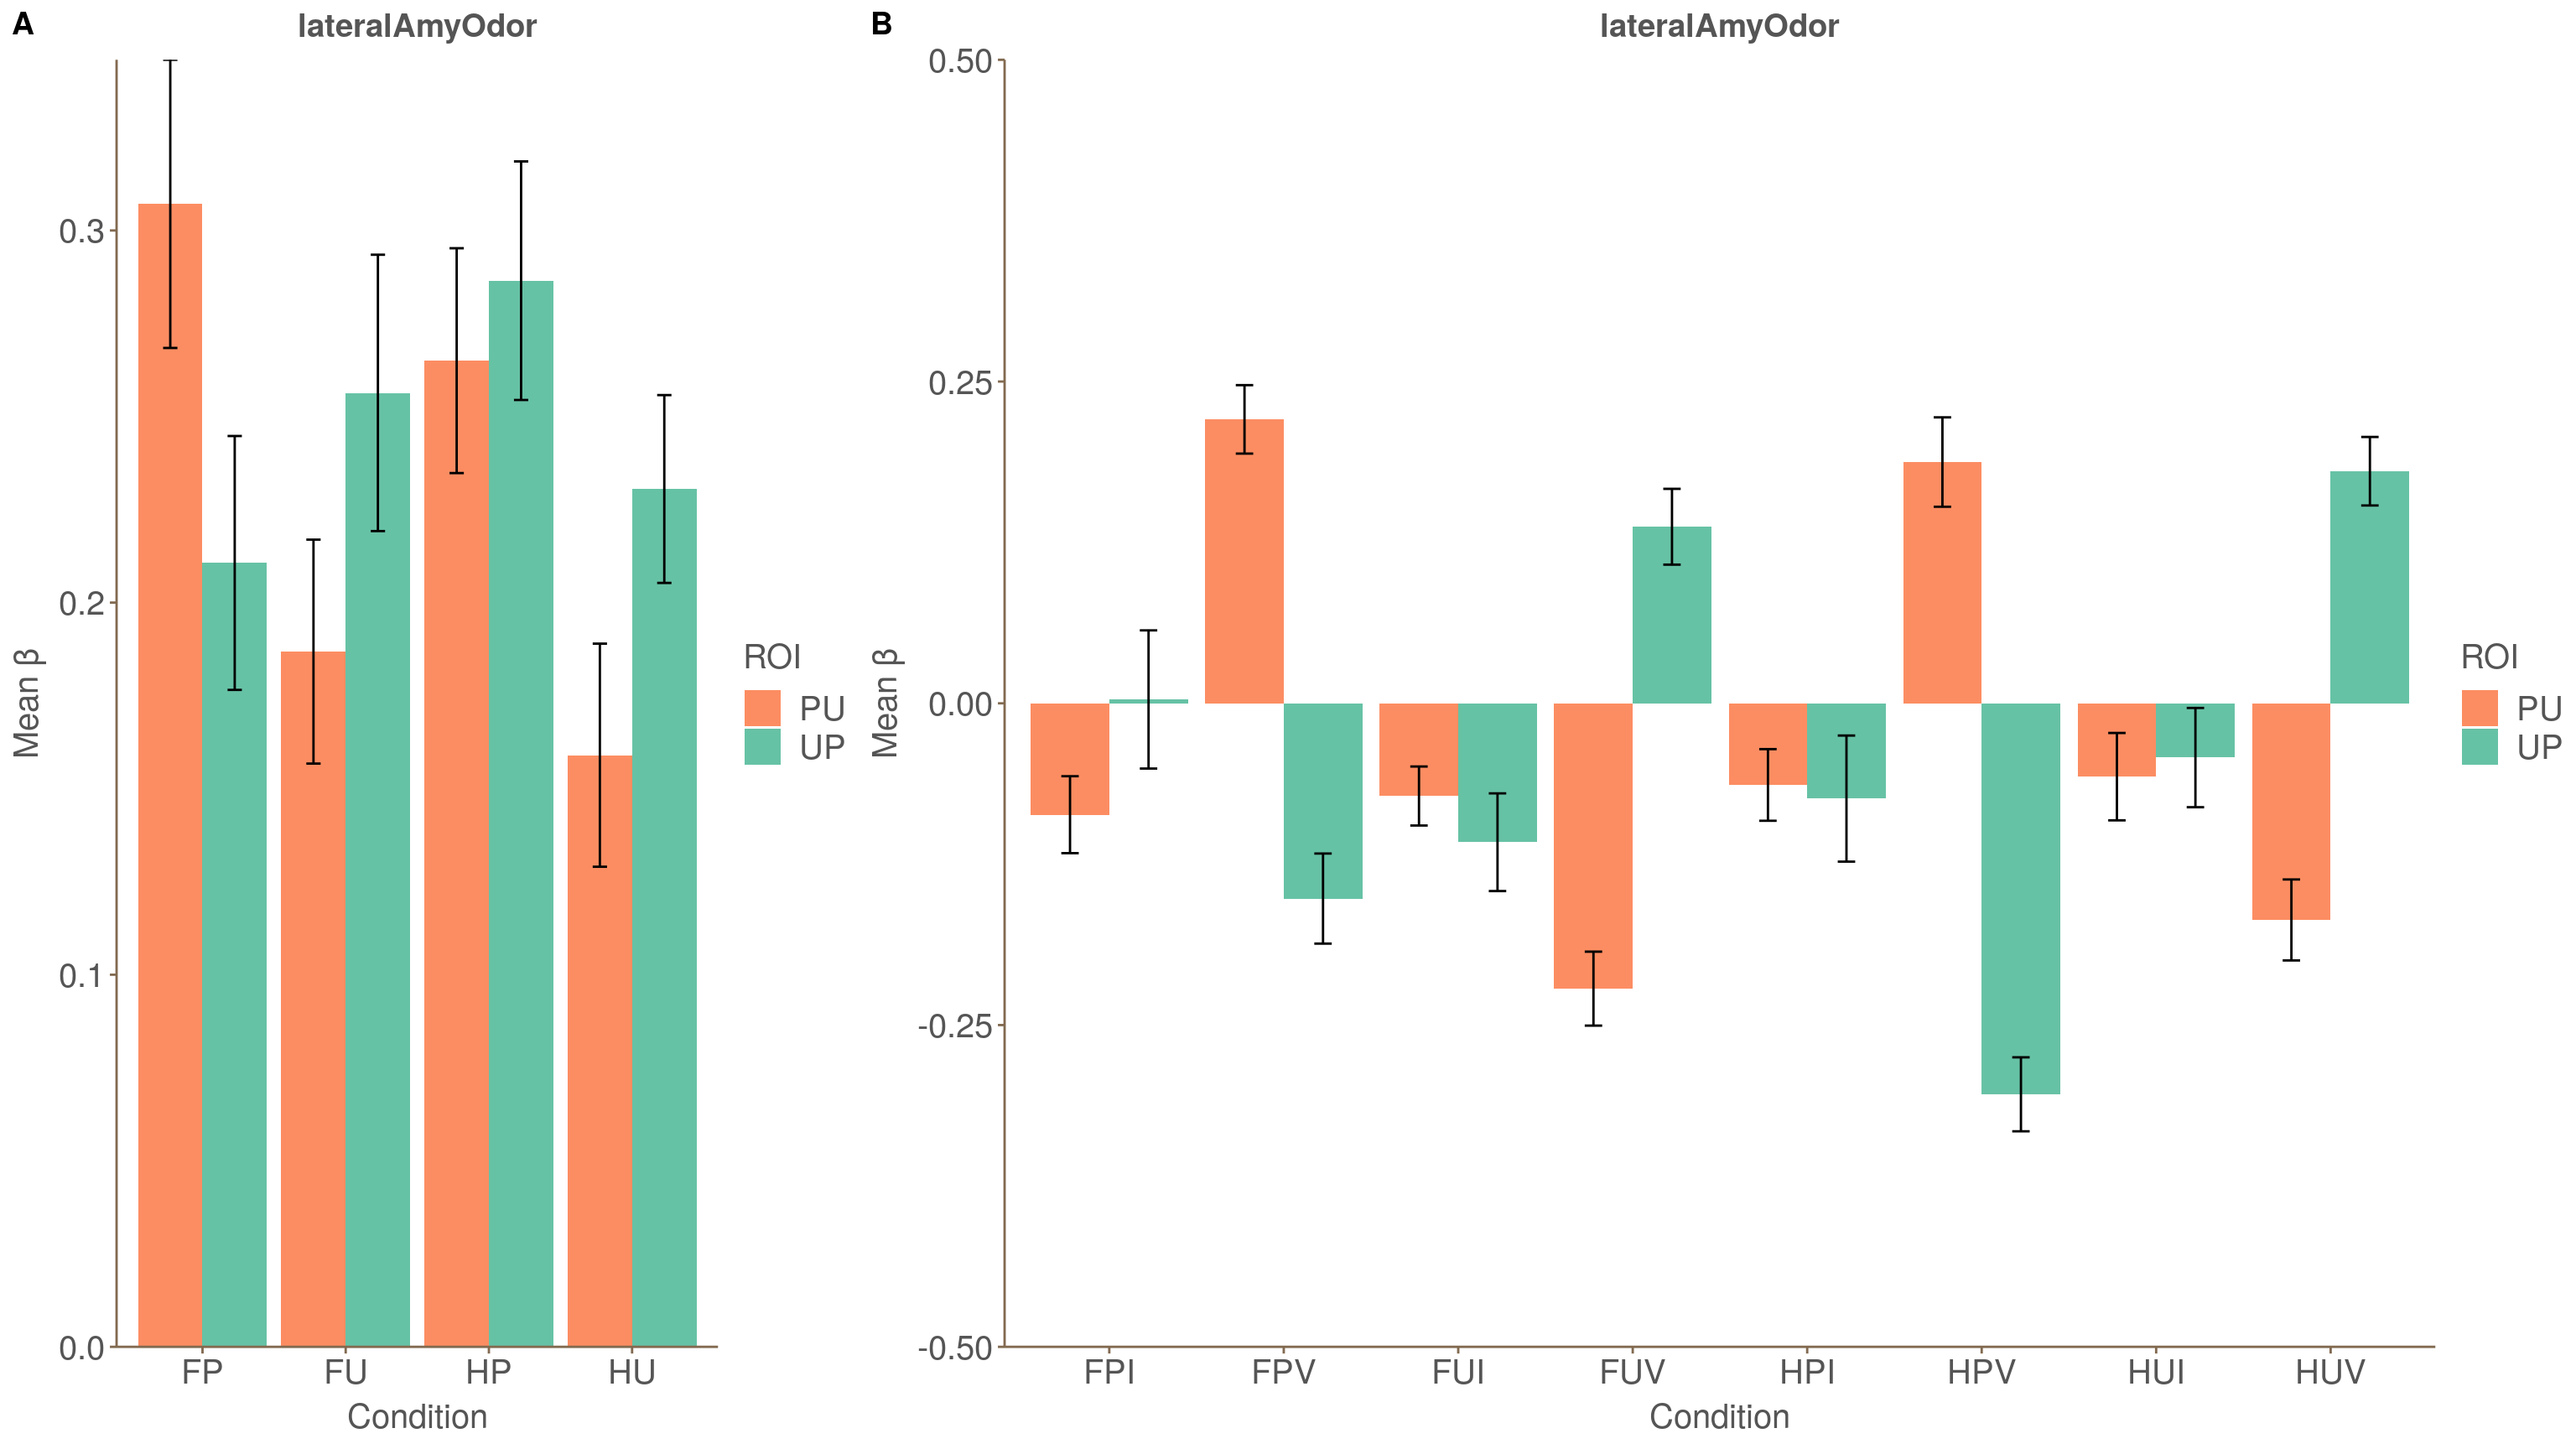 A
lateralAmyOdor
0.3
0.2
0.1
0.0
Mean β
FP FU HP HU
Condition
ROI
PU
UP
B
lateralAmyOdor
0.50
0.25
0.00
-0.25
-0.50
Mean β
FPI FPV FUI FUV HPI HPV HUI HUV
Condition
ROI
PU
UP